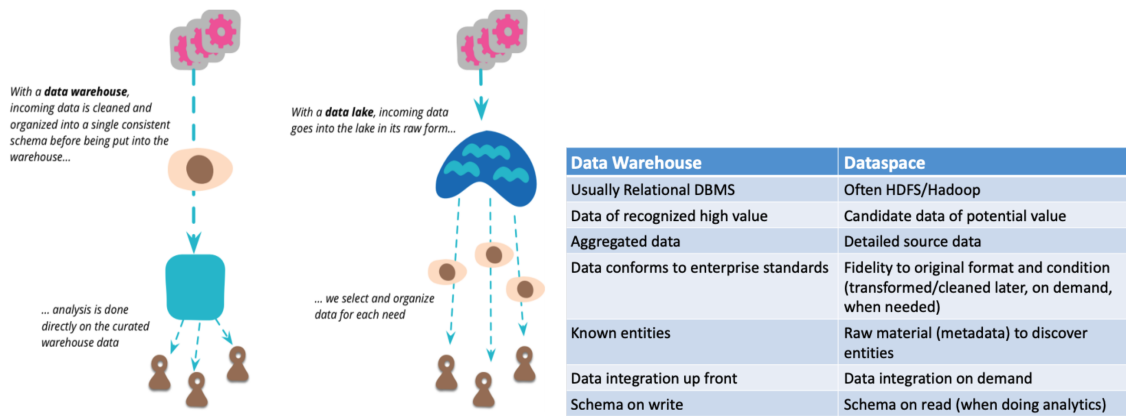 With a data warehouse,
incoming data is cleaned and
organized into a single consistent
schema before being put into the
warehouse...
... analysis is done
directly on the curated
warehouse data
With a data lake, incoming data
goes into the lake in its raw form...
... we select and organize
data for each need
Data Warehouse Dataspace
Usually Relational DBMS Often HDFS/Hadoop
Data of recognized high value Candidate data of potential value
Aggregated data Detailed source data
Data conforms to enterprise standards Fidelity to original format and condition
(transformed/cleaned later, on demand,
when needed)
Known entities Raw material (metadata) to discover
entities
Data integration up front Data integration on demand
Schema on write Schema on read (when doing analytics)